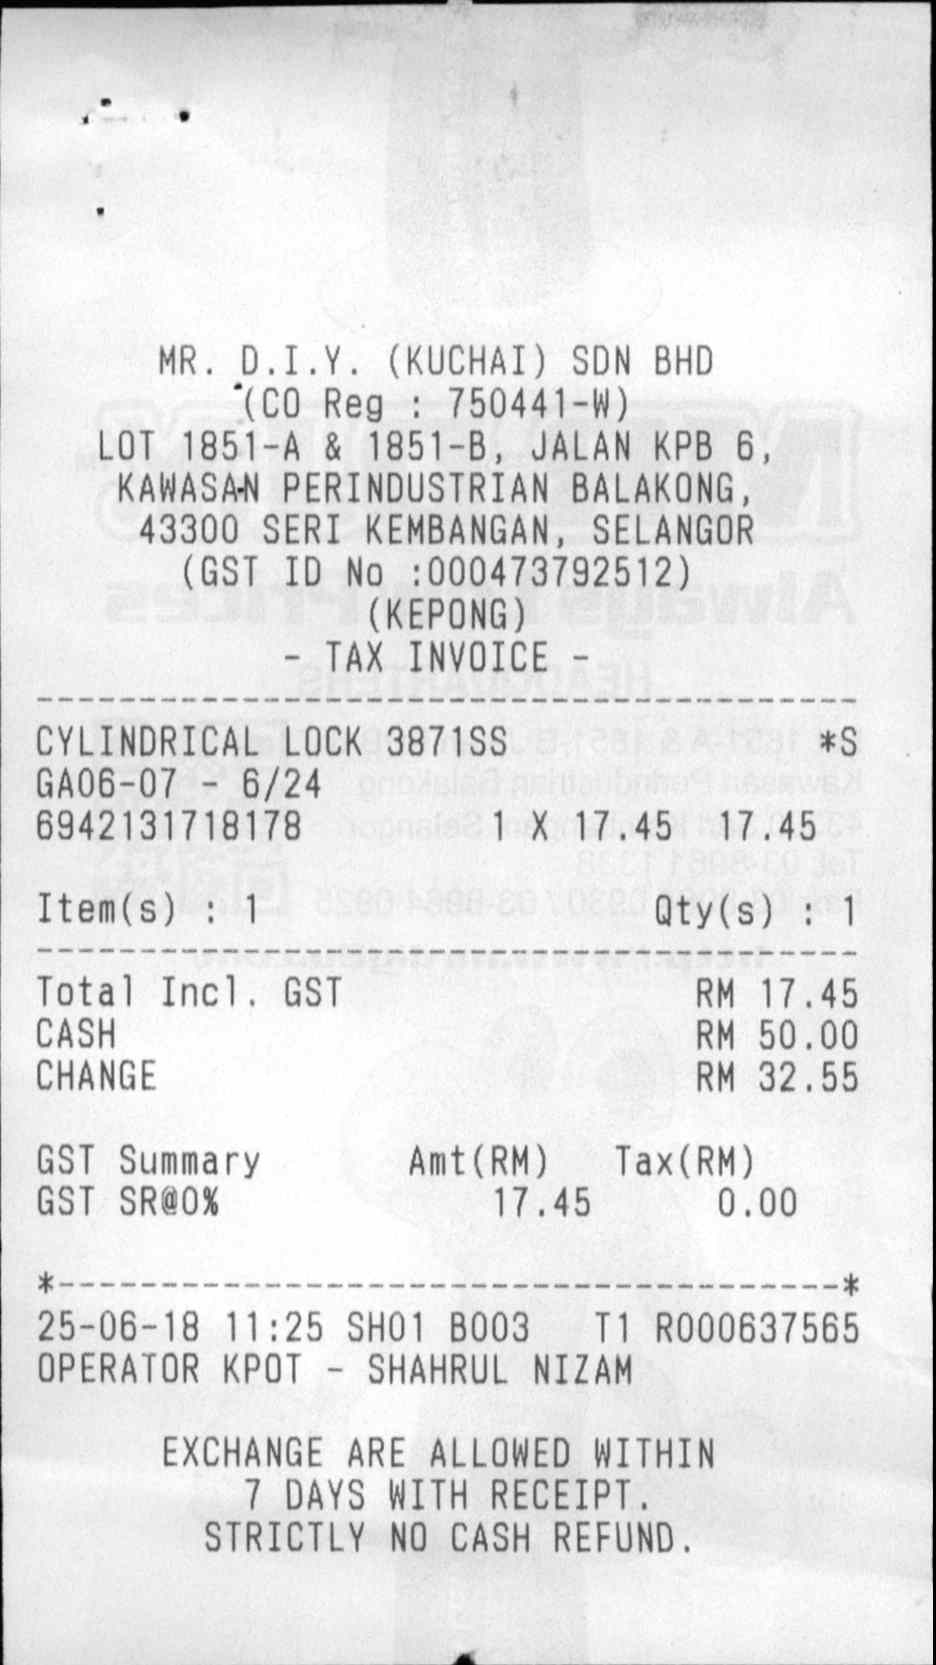 MR. D.I.Y. (KUCHAI) SDN BHD
(CO Reg : 750441-W)
LOT 1851-A & 1851-B, JALAN KPB 6,
KAWASAN PERINDUSTRIAN BALAKONG,
43300 SERI KEMBANGAN, SELANGOR
(GST ID No :000473792512)
(KEPONG)
- TAX INVOICE -
CYLINDRICAL LOCK 3871SS *S
GA06-07 - 6/24
6942131718178 1 X 17.45 17.45
Item(s) : 1 Qty(s) : 1
Total Incl. GST RM 17.45
CASH RM 50.00
CHANGE RM 32.55
GST Summary Amt(RM) Tax(RM)
GST SR@0% 17.45 0.00
*--------------------------------------*
25-06-18 11:25 SH01 B003 T1 R000637565
OPERATOR KPOT - SHAHRUL NIZAM
EXCHANGE ARE ALLOWED WITHIN
7 DAYS WITH RECEIPT.
STRICTLY NO CASH REFUND.